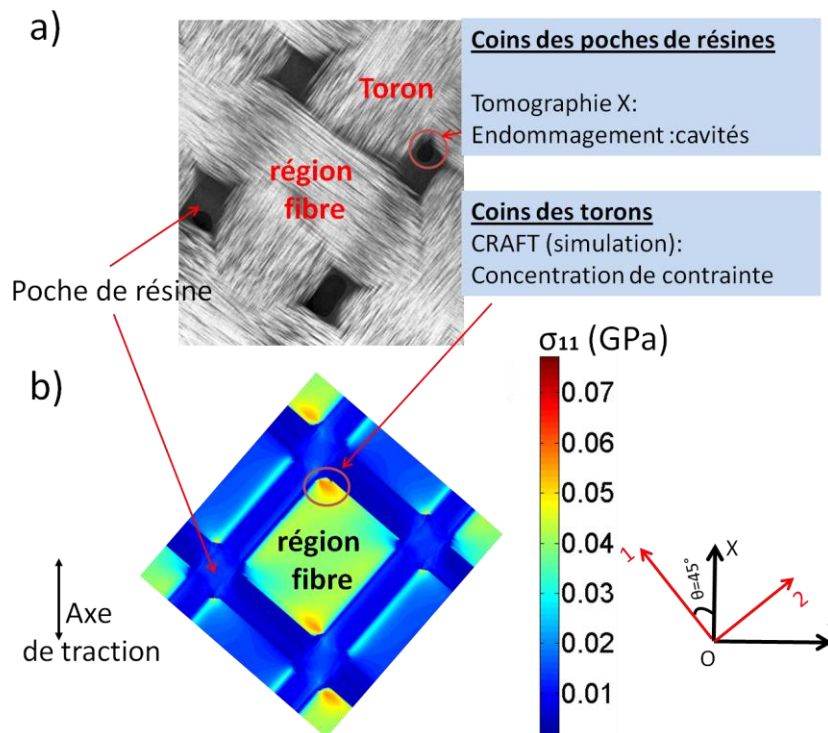 a)
Coins des poches de résines
Tomographie X:
Endommagement :cavités
Toron
région
fibre
Coins des torons
CRAFT (simulation):
Concentration de contrainte
Poche de résine
b)
σ11 (GPa)
0.07
0.06
0.05
0.04
0.03
0.02
0.01
région
fibre
Axe
de traction
1
θ=45°
X
2
O